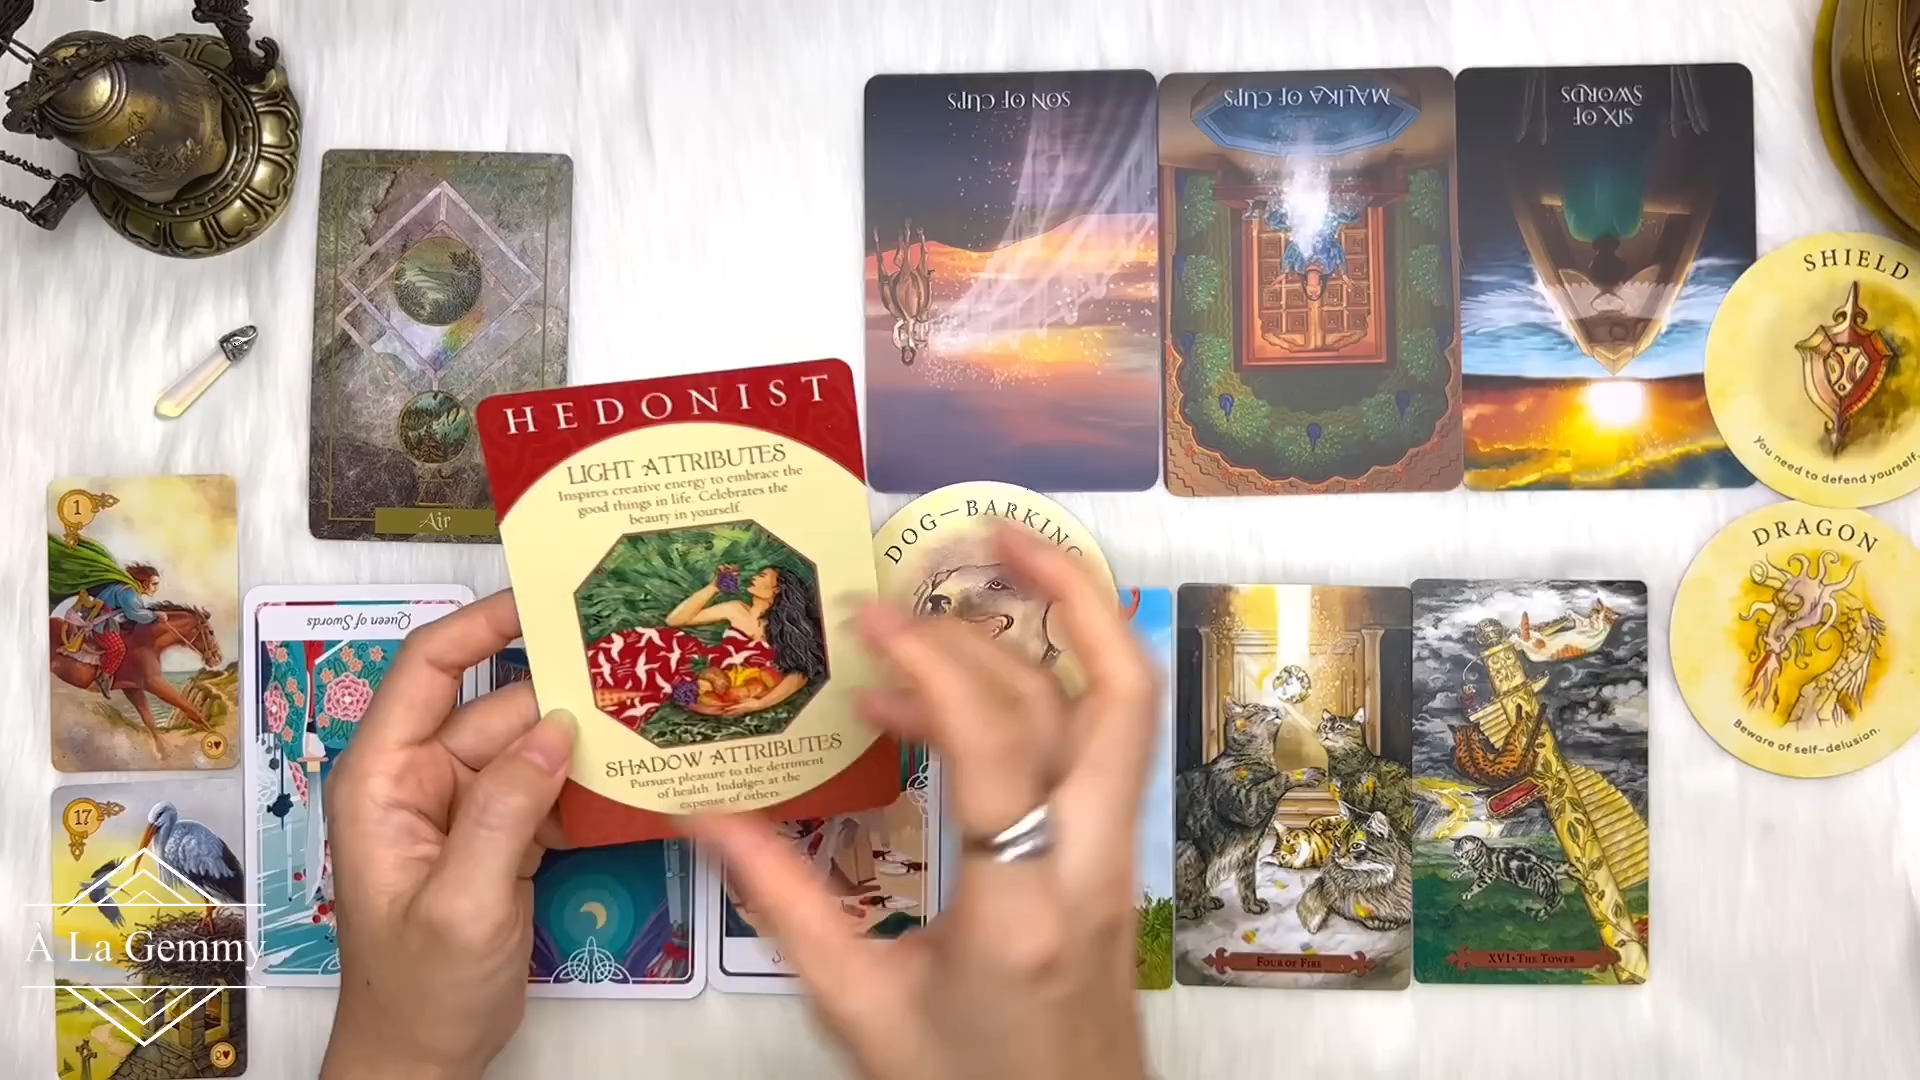 SON OF CUPS
MALIKA OF CUPS
SIX OF
SWORDS
SHIELD
You need to defend yourself.
HEDONIST
LIGHT ATTRIBUTES
Inspires creative energy to embrace the
good things in life. Celebrates the
beauty in yourself.
SHADOW ATTRIBUTES
Pursues pleasure to the detriment
of health. Indulges at the
expense of others.
Air
1
9
DOG—BARKING
DRAGON
Beware of self-delusion.
Queen of Swords
17
Q
À La Gemmy
FOUR OF FIRE
XVI • THE TOWER